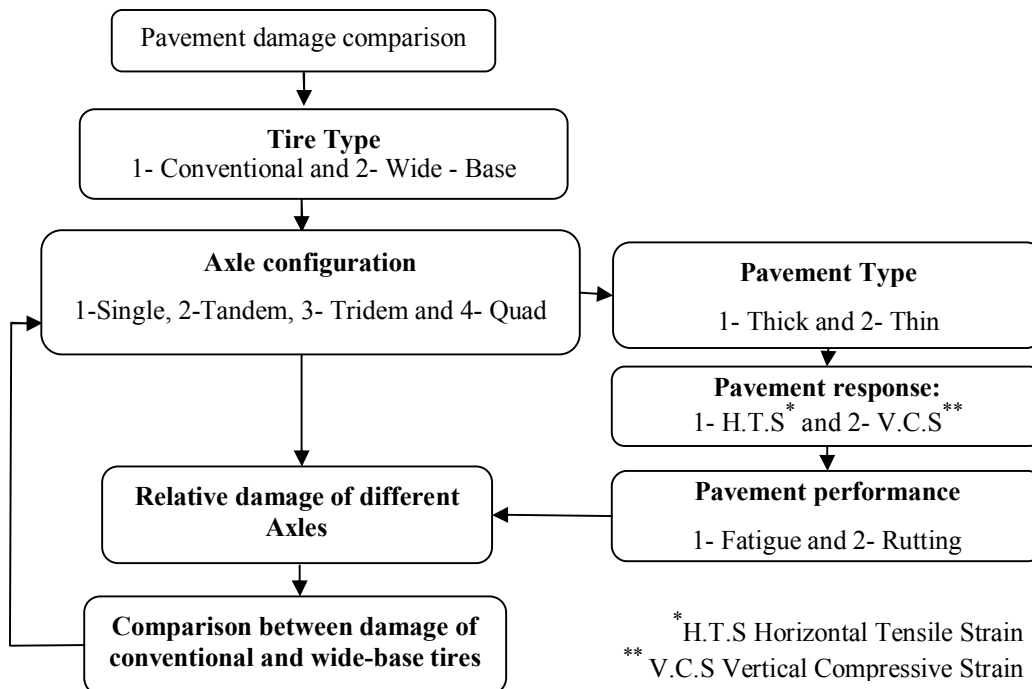 Pavement damage comparison
Tire Type
1- Conventional and 2- Wide - Base
Axle configuration
1-Single, 2-Tandem, 3- Tridem and 4- Quad
Pavement Type
1- Thick and 2- Thin
Pavement response:
1- H.T.S* and 2- V.C.S**
Pavement performance
1- Fatigue and 2- Rutting
Relative damage of different
Axles
Comparison between damage of
conventional and wide-base tires
*H.T.S Horizontal Tensile Strain
** V.C.S Vertical Compressive Strain